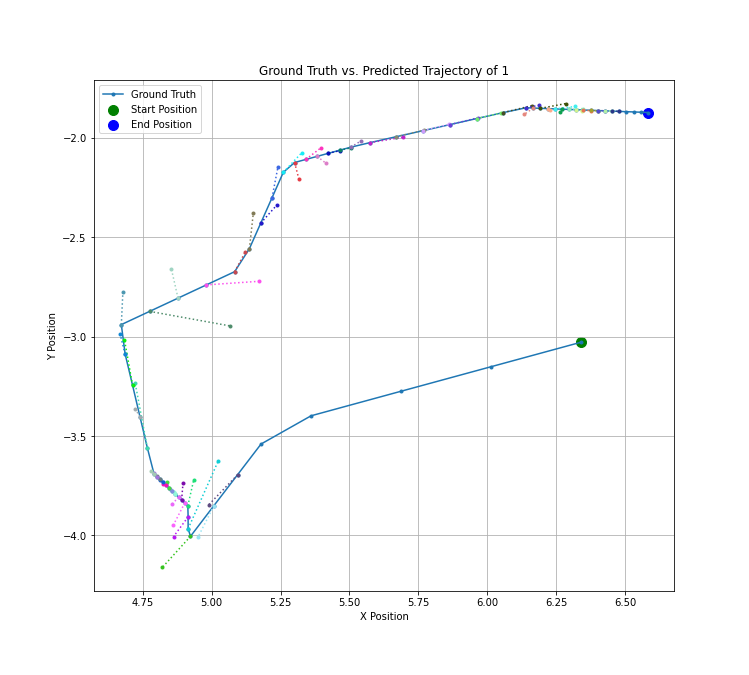 Ground Truth vs. Predicted Trajectory of 1
Ground Truth
Start Position
End Position
Y Position
−2.0
−2.5
−3.0
−3.5
−4.0
4.75 5.00 5.25 5.50 5.75 6.00 6.25 6.50
X Position